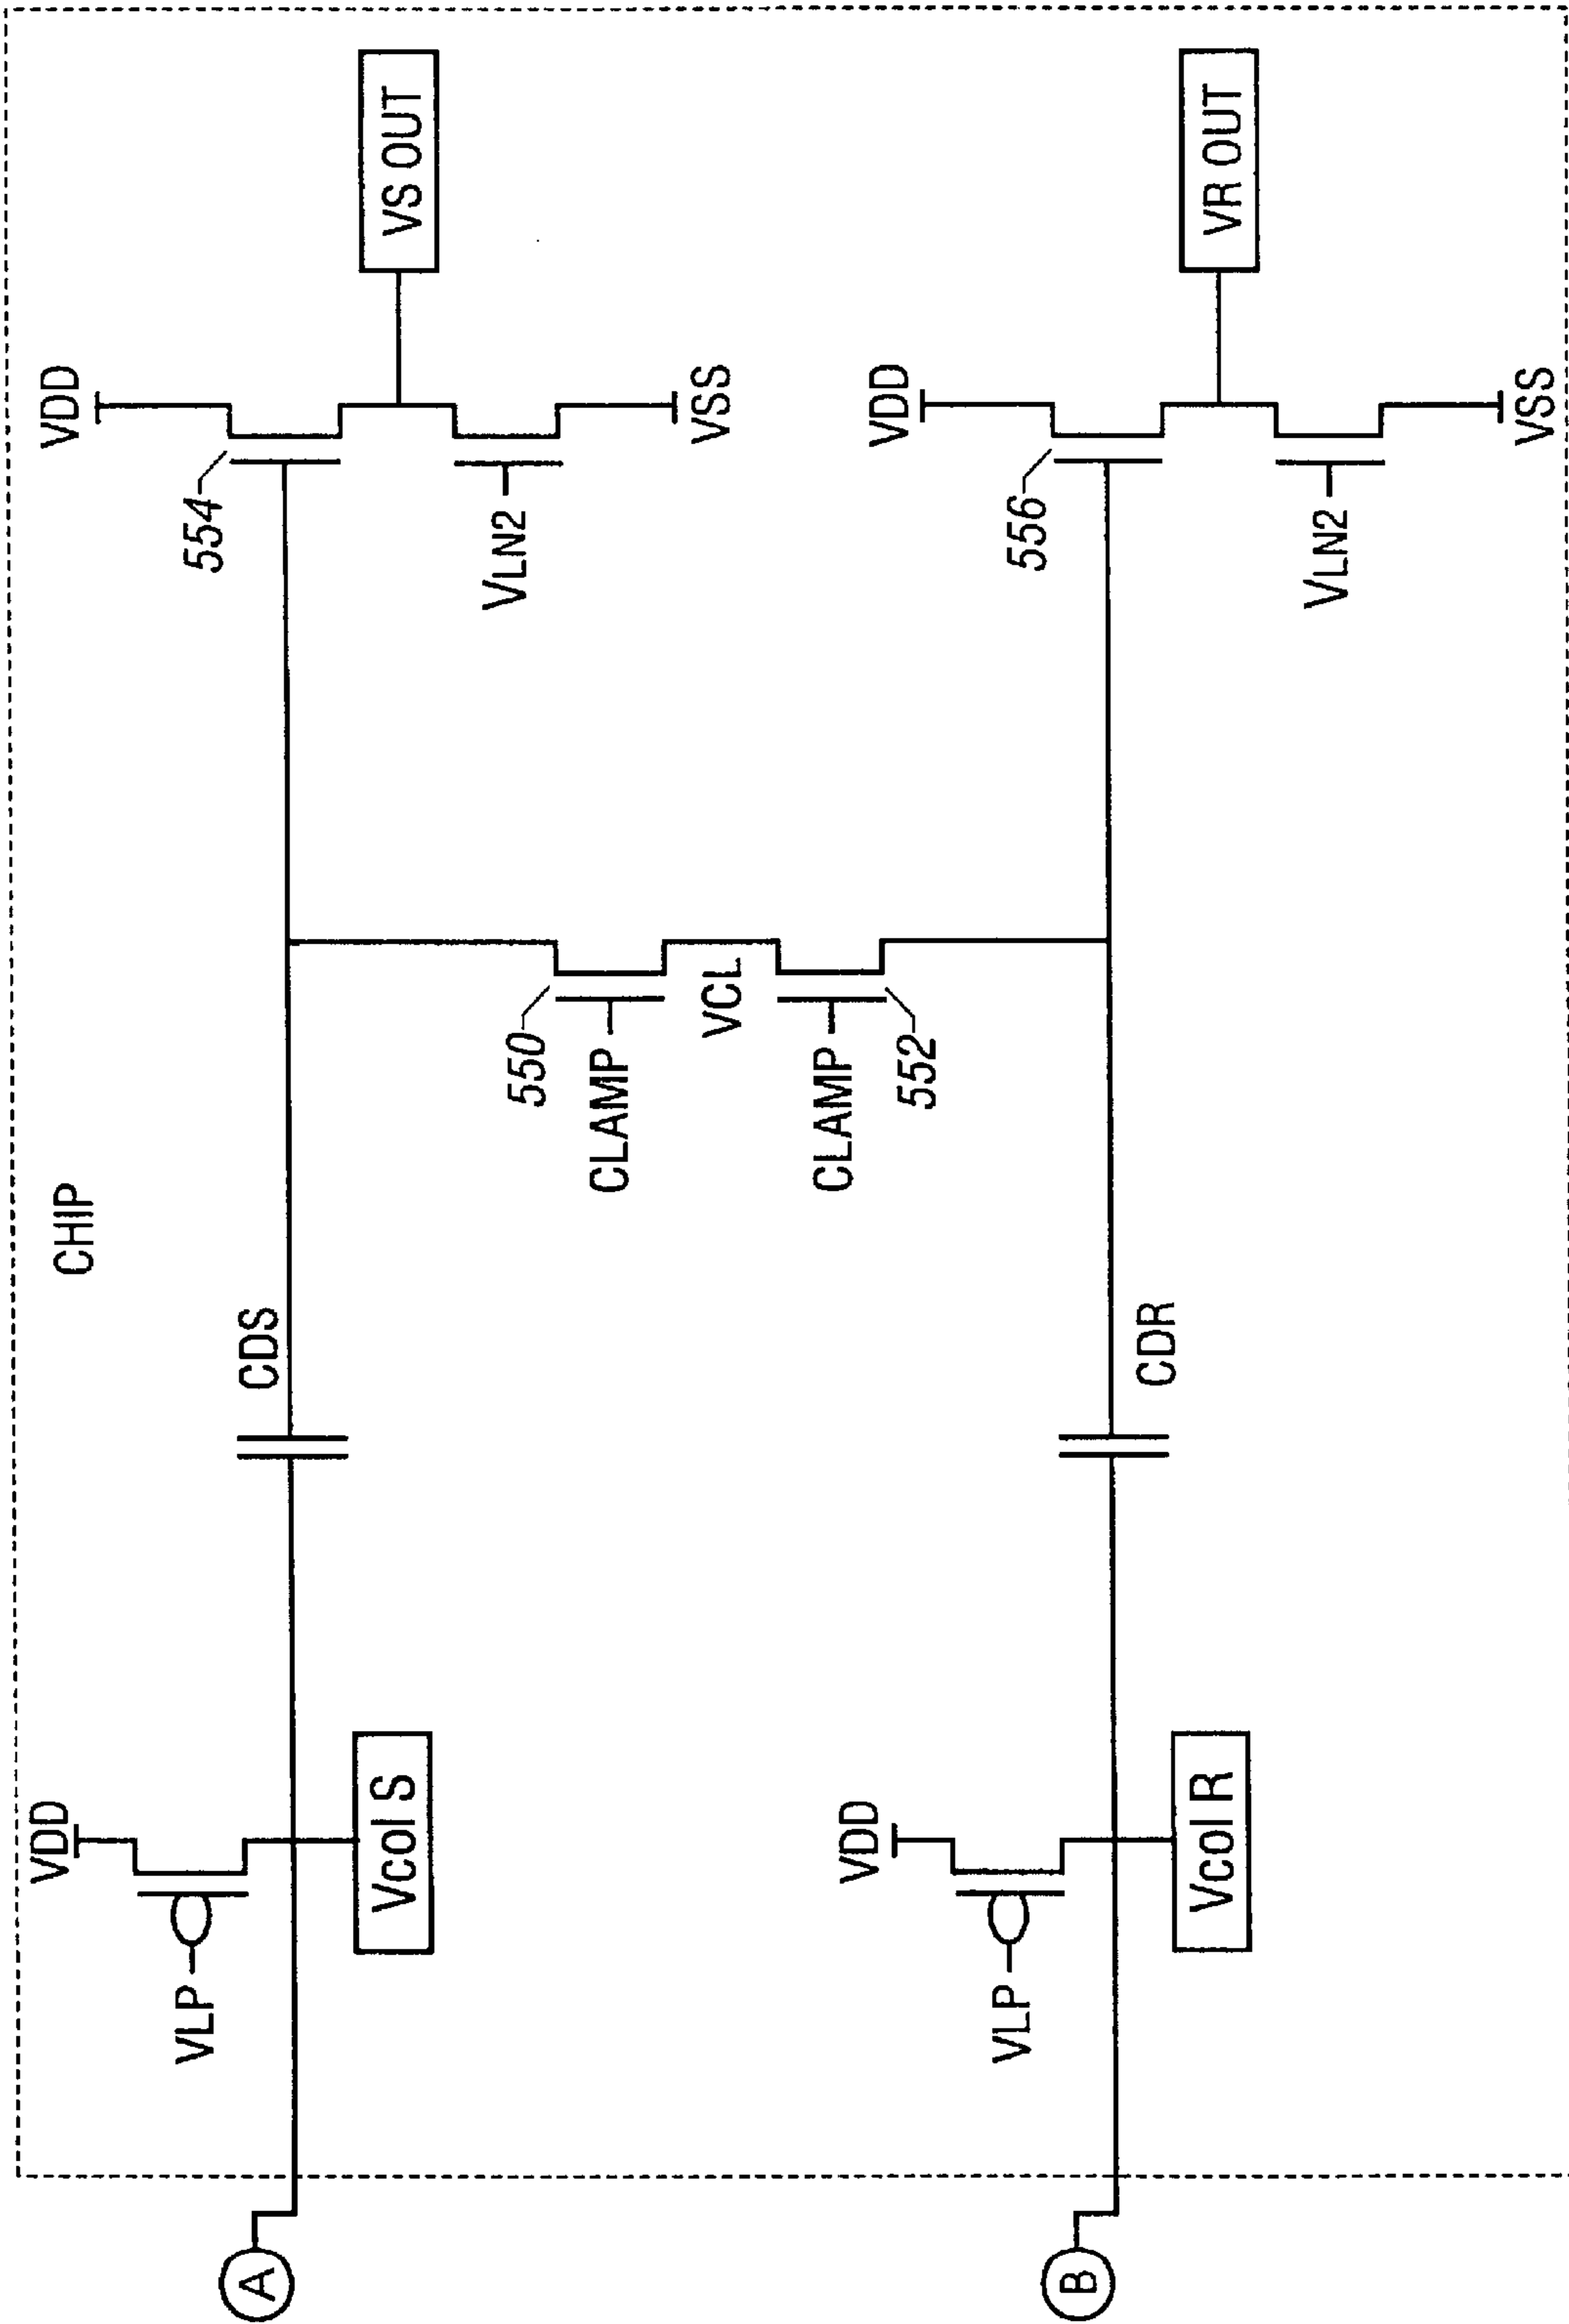 VDD
CHIP
VDD
VLP
554
A
CDS
Vcol S
VS OUT
VLN2
550
CLAMP
VSS
VCL
CLAMP
VDD
VDD
552
VLP
556
B
CDR
Vcol R
VR OUT
VLN2
VSS